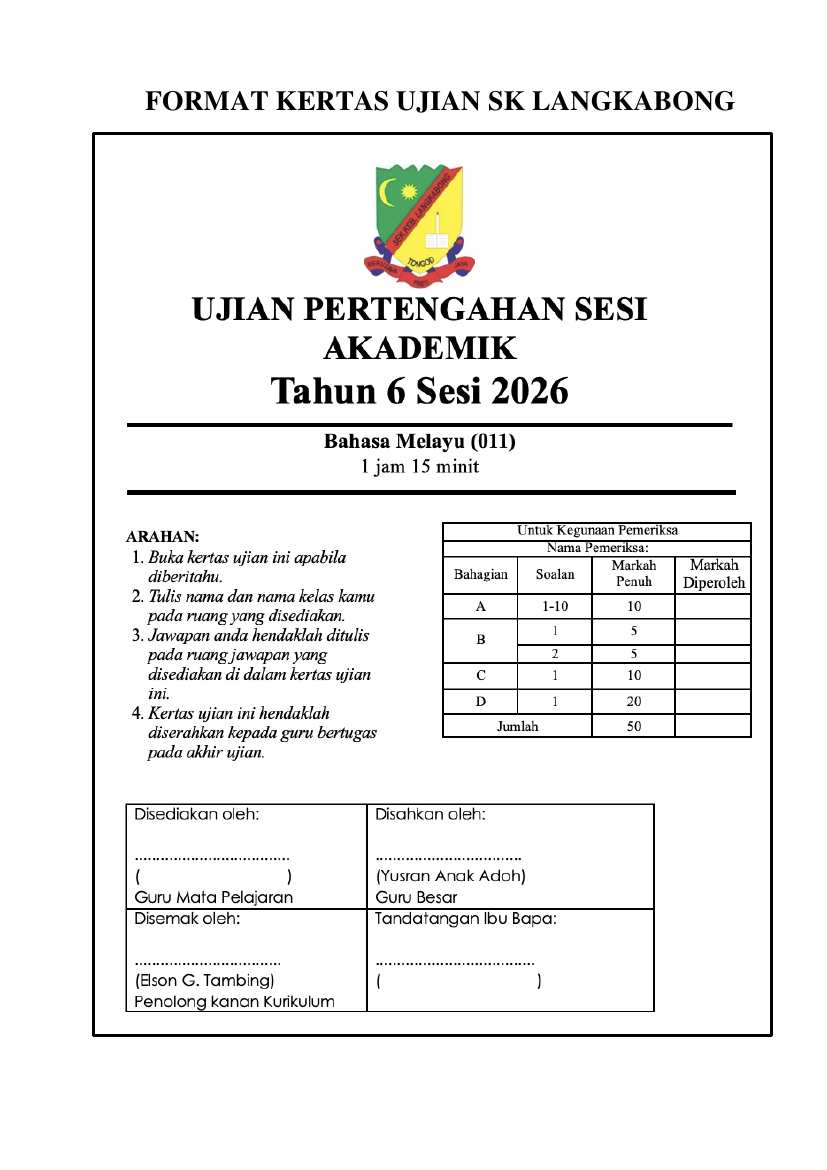 FORMAT KERTAS UJIAN SK LANGKABONG
SEK.KEB. LANGKABONG
TONGOD
UJIAN PERTENGAHAN SESI
AKADEMIK
Tahun 6 Sesi 2026
Bahasa Melayu (011)
1 jam 15 minit
ARAHAN:
1. Buka kertas ujian ini apabila
diberitahu.
2. Tulis nama dan nama kelas kamu
pada ruang yang disediakan.
3. Jawapan anda hendaklah ditulis
pada ruang jawapan yang
disediakan di dalam kertas ujian
ini.
4. Kertas ujian ini hendaklah
diserahkan kepada guru bertugas
pada akhir ujian.
Untuk Kegunaan Pemeriksa
Nama Pemeriksa:
Bahagian Soalan Markah Penuh Markah Diperoleh
A 1-10 10
B 1 5
2 5
C 1 10
D 1 20
Jumlah 50
Disediakan oleh:
....................................
( )
Guru Mata Pelajaran
Disahkan oleh:
..................................
(Yusran Anak Adoh)
Guru Besar
Disemak oleh:
..................................
(Elson G. Tambing)
Penolong kanan Kurikulum
Tandatangan Ibu Bapa:
.....................................
( )